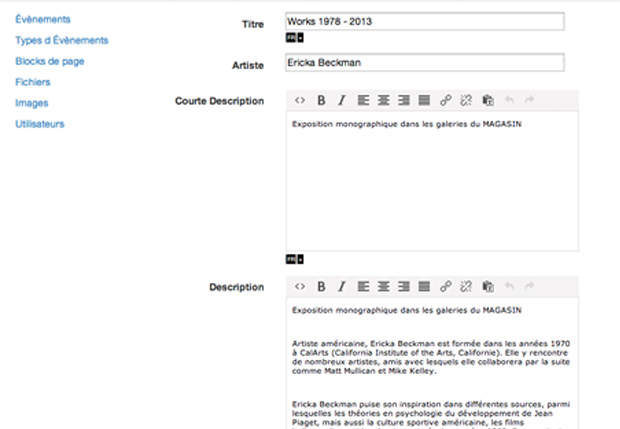 Évènements
Types d Évènements
Blocks de page
Fichiers
Images
Utilisateurs
Titre
Works 1978 - 2013
FR
Artiste
Ericka Beckman
Courte Description
B I
Exposition monographique dans les galeries du MAGASIN
FR
Description
B I
Exposition monographique dans les galeries du MAGASIN
Artiste américaine, Ericka Beckman est formée dans les années 1970
à CalArts (California Institute of the Arts, Californie). Elle y rencontre
de nombreux artistes, amis avec lesquels elle collaborera par la suite
comme Matt Mullican et Mike Kelley.
Ericka Beckman puise son inspiration dans différentes sources, parmi
lesquelles les théories en psychologie du développement de Jean
Piaget, mais aussi la culture sportive américaine, les films